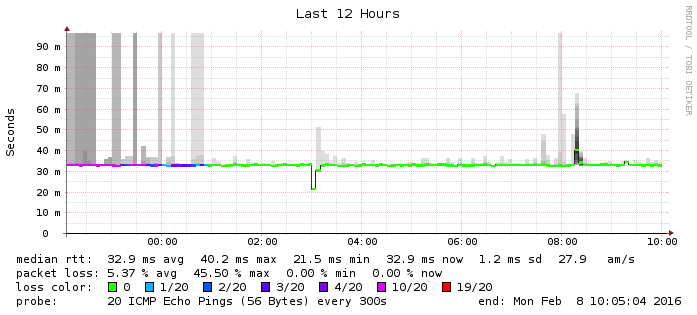 Last 12 Hours
RRDTOOL / TOBI OETIKER
Seconds
90 m
80 m
70 m
60 m
50 m
40 m
30 m
20 m
10 m
0
00:00 02:00 04:00 06:00 08:00 10:00
median rtt: 32.9 ms avg 40.2 ms max 21.5 ms min 32.9 ms now 1.2 ms sd 27.9 am/s
packet loss: 5.37 % avg 45.50 % max 0.00 % min 0.00 % now
loss color: 0 1/20 2/20 3/20 4/20 10/20 19/20
probe: 20 ICMP Echo Pings (56 Bytes) every 300s end: Mon Feb 8 10:05:04 2016